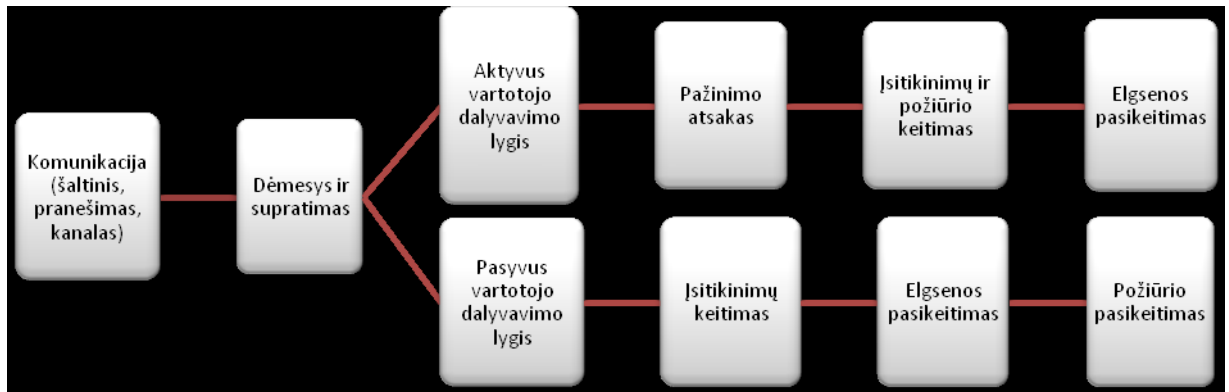 Komunikacija
(šaltinis,
pranešimas,
kanalas)
Dėmesys ir
supratimas
Aktyvus
vartotojo
dalyvavimo
lygis
Pažinimo
atsakas
Įsitikinimų ir
požiūrio
keitimas
Elgsenos
pasikeitimas
Pasyvus
vartotojo
dalyvavimo
lygis
Įsitikinimų
keitimas
Elgsenos
pasikeitimas
Požiūrio
pasikeitimas